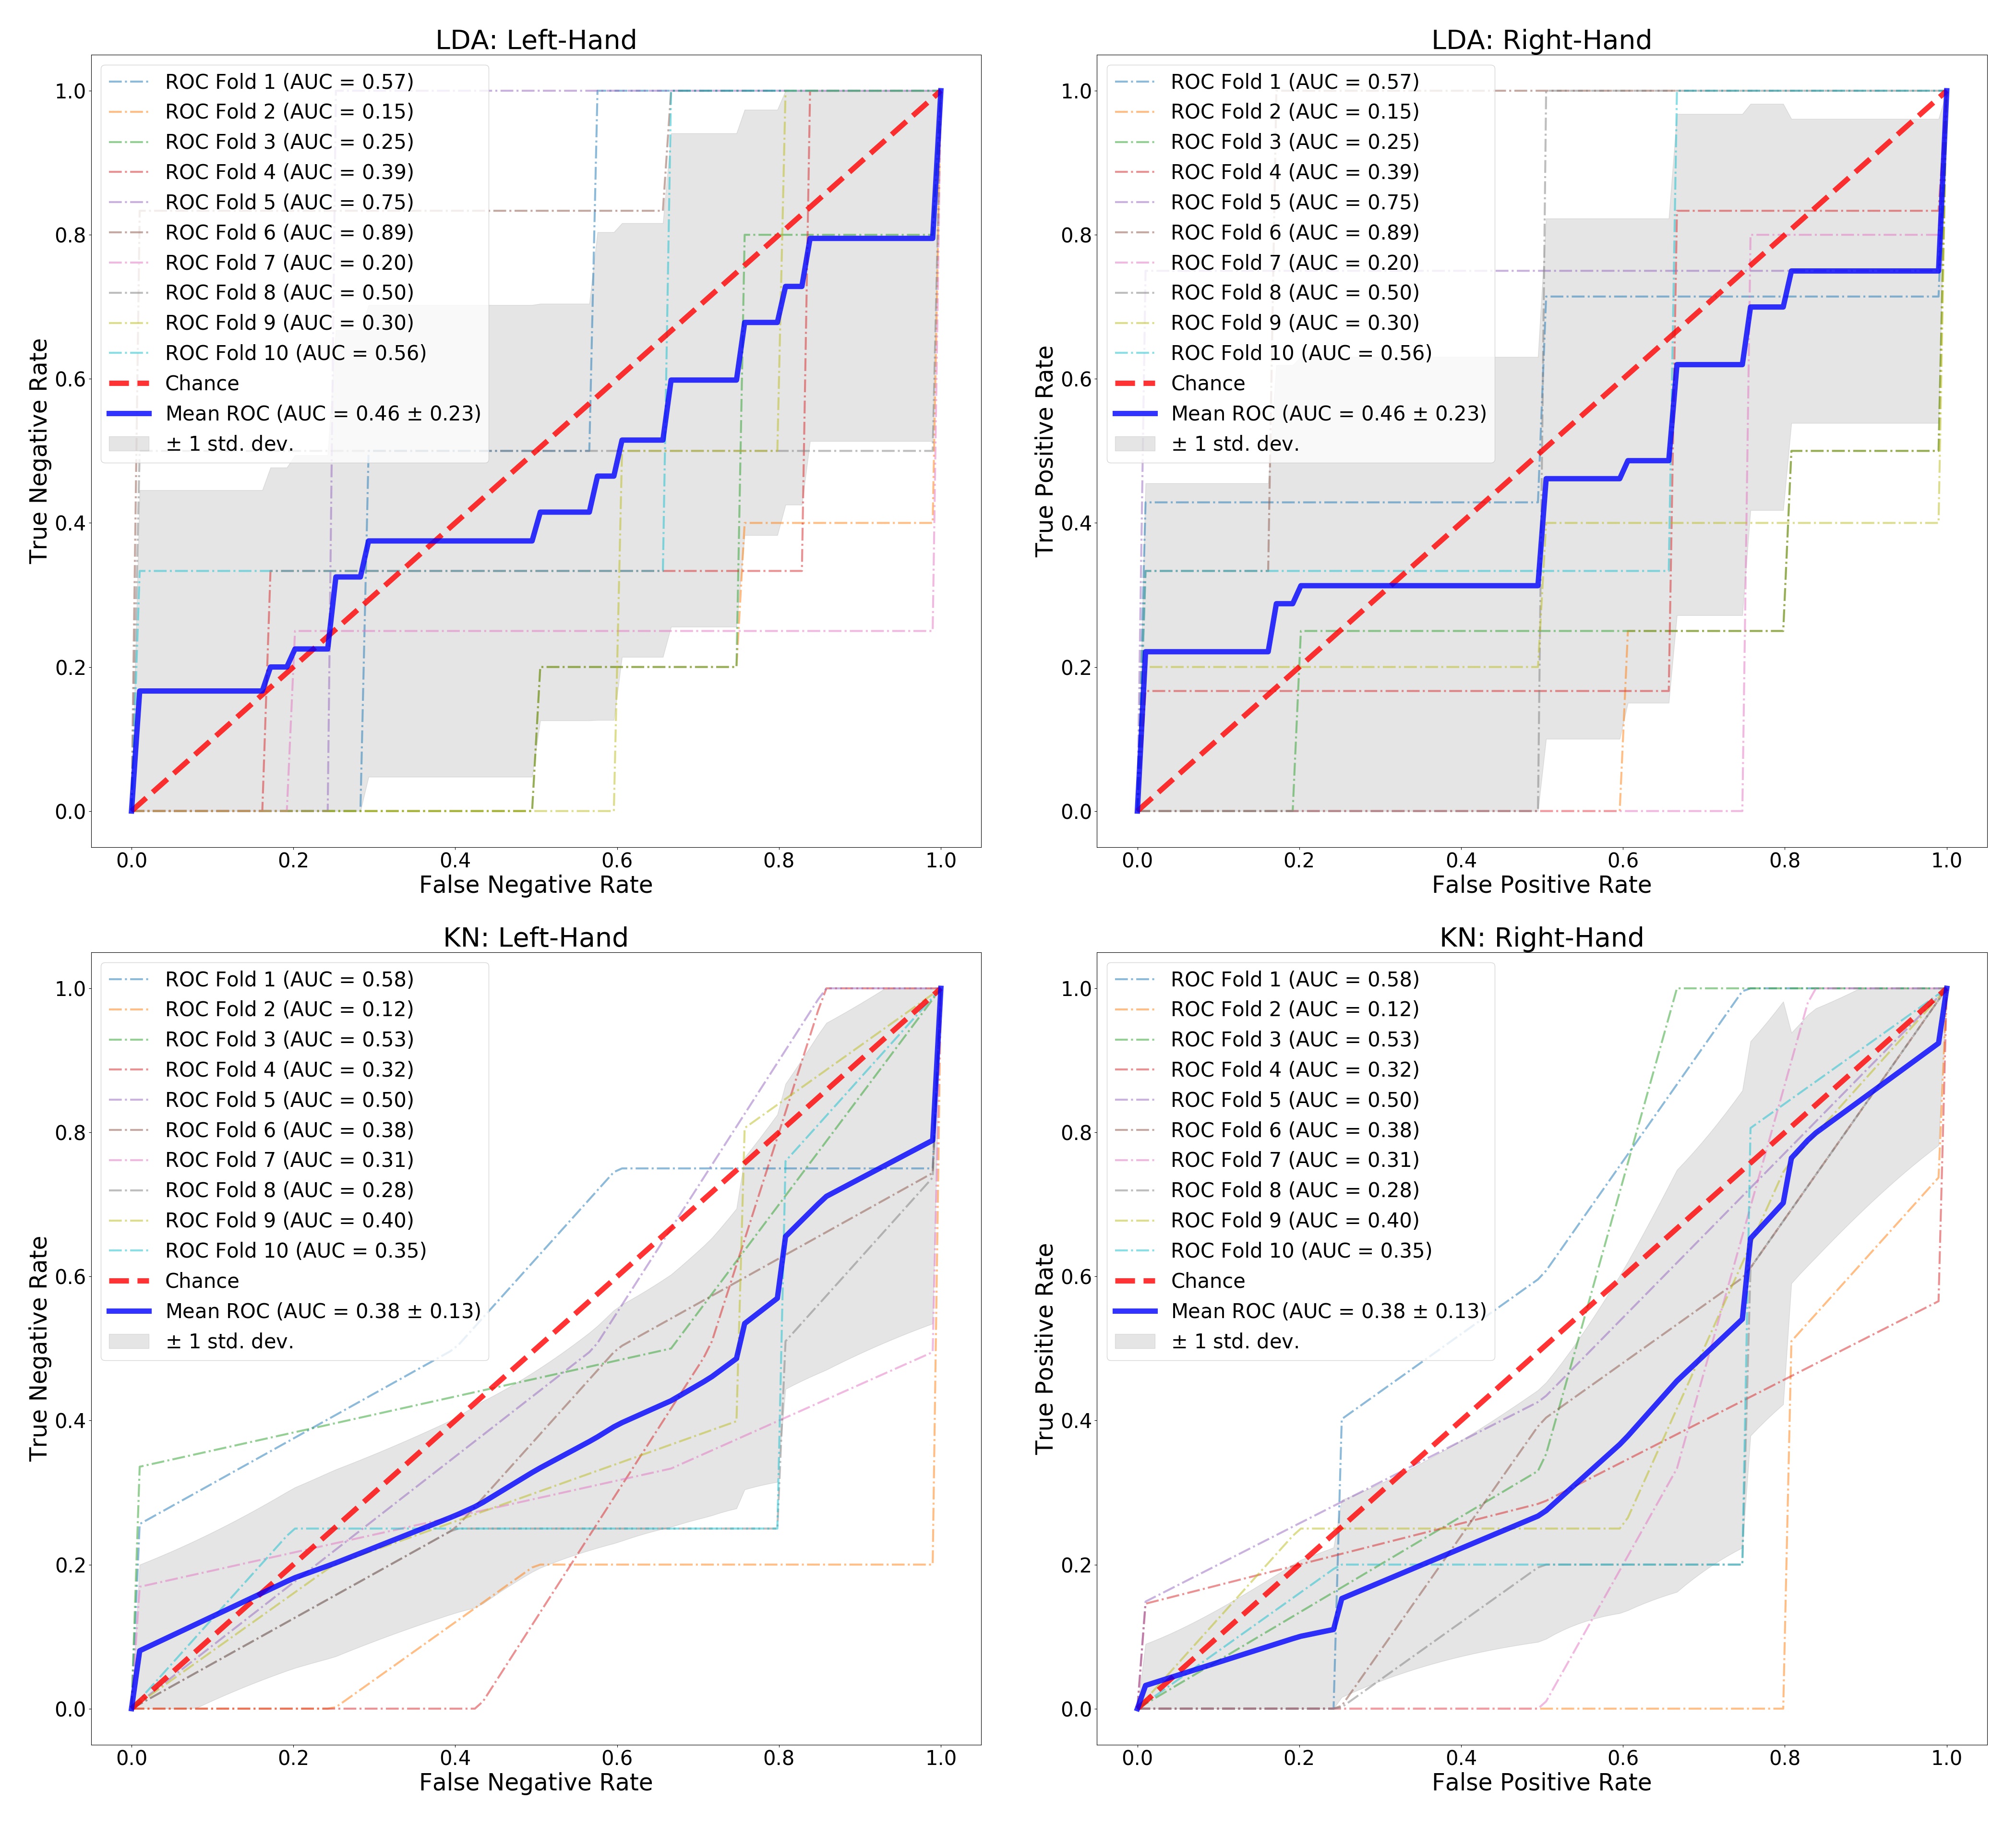 LDA: Left-Hand
True Negative Rate
1.0
0.8
0.6
0.4
0.2
0.0
ROC Fold 1 (AUC = 0.57)
ROC Fold 2 (AUC = 0.15)
ROC Fold 3 (AUC = 0.25)
ROC Fold 4 (AUC = 0.39)
ROC Fold 5 (AUC = 0.75)
ROC Fold 6 (AUC = 0.89)
ROC Fold 7 (AUC = 0.20)
ROC Fold 8 (AUC = 0.50)
ROC Fold 9 (AUC = 0.30)
ROC Fold 10 (AUC = 0.56)
Chance
Mean ROC (AUC = 0.46 ± 0.23)
± 1 std. dev.
0.0 0.2 0.4 0.6 0.8 1.0
False Negative Rate
LDA: Right-Hand
True Positive Rate
1.0
0.8
0.6
0.4
0.2
0.0
ROC Fold 1 (AUC = 0.57)
ROC Fold 2 (AUC = 0.15)
ROC Fold 3 (AUC = 0.25)
ROC Fold 4 (AUC = 0.39)
ROC Fold 5 (AUC = 0.75)
ROC Fold 6 (AUC = 0.89)
ROC Fold 7 (AUC = 0.20)
ROC Fold 8 (AUC = 0.50)
ROC Fold 9 (AUC = 0.30)
ROC Fold 10 (AUC = 0.56)
Chance
Mean ROC (AUC = 0.46 ± 0.23)
± 1 std. dev.
0.0 0.2 0.4 0.6 0.8 1.0
False Positive Rate
KN: Left-Hand
True Negative Rate
1.0
0.8
0.6
0.4
0.2
0.0
ROC Fold 1 (AUC = 0.58)
ROC Fold 2 (AUC = 0.12)
ROC Fold 3 (AUC = 0.53)
ROC Fold 4 (AUC = 0.32)
ROC Fold 5 (AUC = 0.50)
ROC Fold 6 (AUC = 0.38)
ROC Fold 7 (AUC = 0.31)
ROC Fold 8 (AUC = 0.28)
ROC Fold 9 (AUC = 0.40)
ROC Fold 10 (AUC = 0.35)
Chance
Mean ROC (AUC = 0.38 ± 0.13)
± 1 std. dev.
0.0 0.2 0.4 0.6 0.8 1.0
False Negative Rate
KN: Right-Hand
True Positive Rate
1.0
0.8
0.6
0.4
0.2
0.0
ROC Fold 1 (AUC = 0.58)
ROC Fold 2 (AUC = 0.12)
ROC Fold 3 (AUC = 0.53)
ROC Fold 4 (AUC = 0.32)
ROC Fold 5 (AUC = 0.50)
ROC Fold 6 (AUC = 0.38)
ROC Fold 7 (AUC = 0.31)
ROC Fold 8 (AUC = 0.28)
ROC Fold 9 (AUC = 0.40)
ROC Fold 10 (AUC = 0.35)
Chance
Mean ROC (AUC = 0.38 ± 0.13)
± 1 std. dev.
0.0 0.2 0.4 0.6 0.8 1.0
False Positive Rate